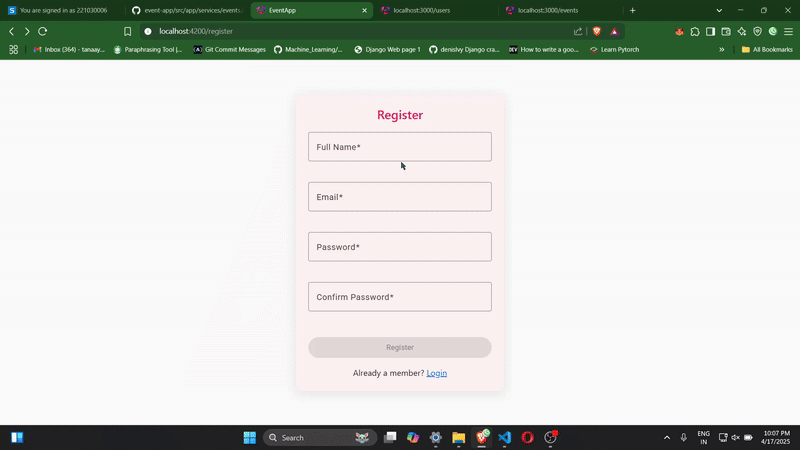 You are signed in as 221030006
event-app/src/app/services/events.
EventApp
localhost:3000/users
localhost:3000/events
localhost:4200/register
Inbox (364) - tanaay...
Paraphrasing Tool |...
Git Commit Messages
Machine_Learning/...
Django Web page 1
denislvy Django cra...
How to write a goo...
Learn Pytorch
»
All Bookmarks
Register
Full Name*
Email*
Password*
Confirm Password*
Register
Already a member? Login
Search
ENG
IN
10:07 PM
4/17/2025